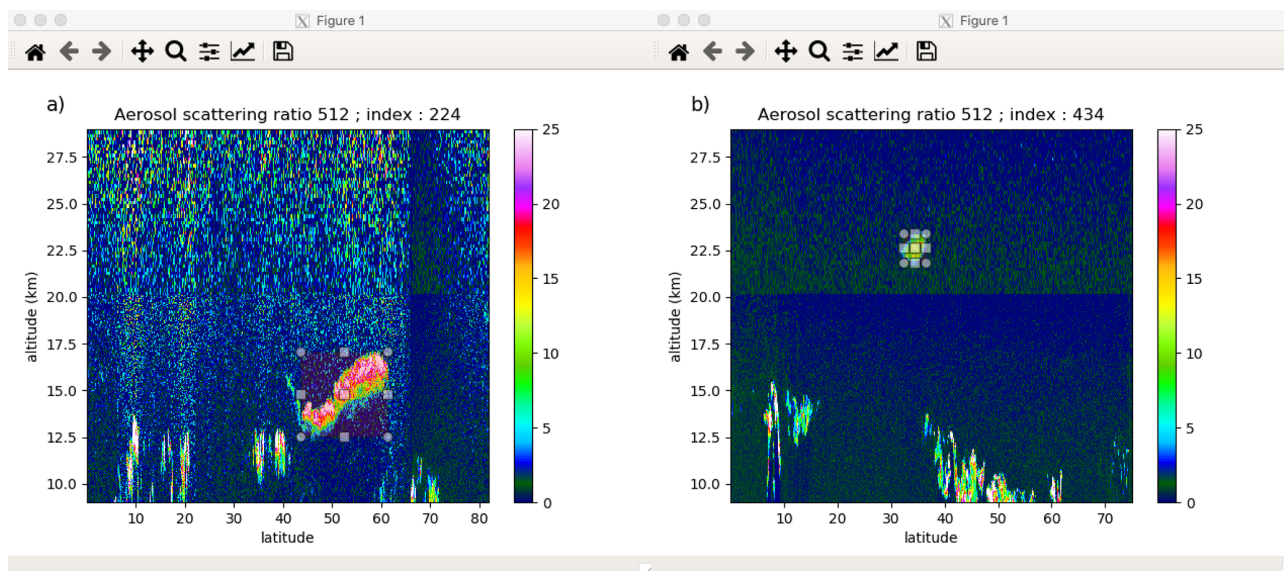 Figure 1
a)
Aerosol scattering ratio 512 ; index : 224
27.5
25.0
22.5
20.0
17.5
15.0
12.5
10.0
altitude (km)
10 20 30 40 50 60 70 80
latitude
25
20
15
10
5
0
Figure 1
b)
Aerosol scattering ratio 512 ; index : 434
27.5
25.0
22.5
20.0
17.5
15.0
12.5
10.0
altitude (km)
10 20 30 40 50 60 70
latitude
25
20
15
10
5
0